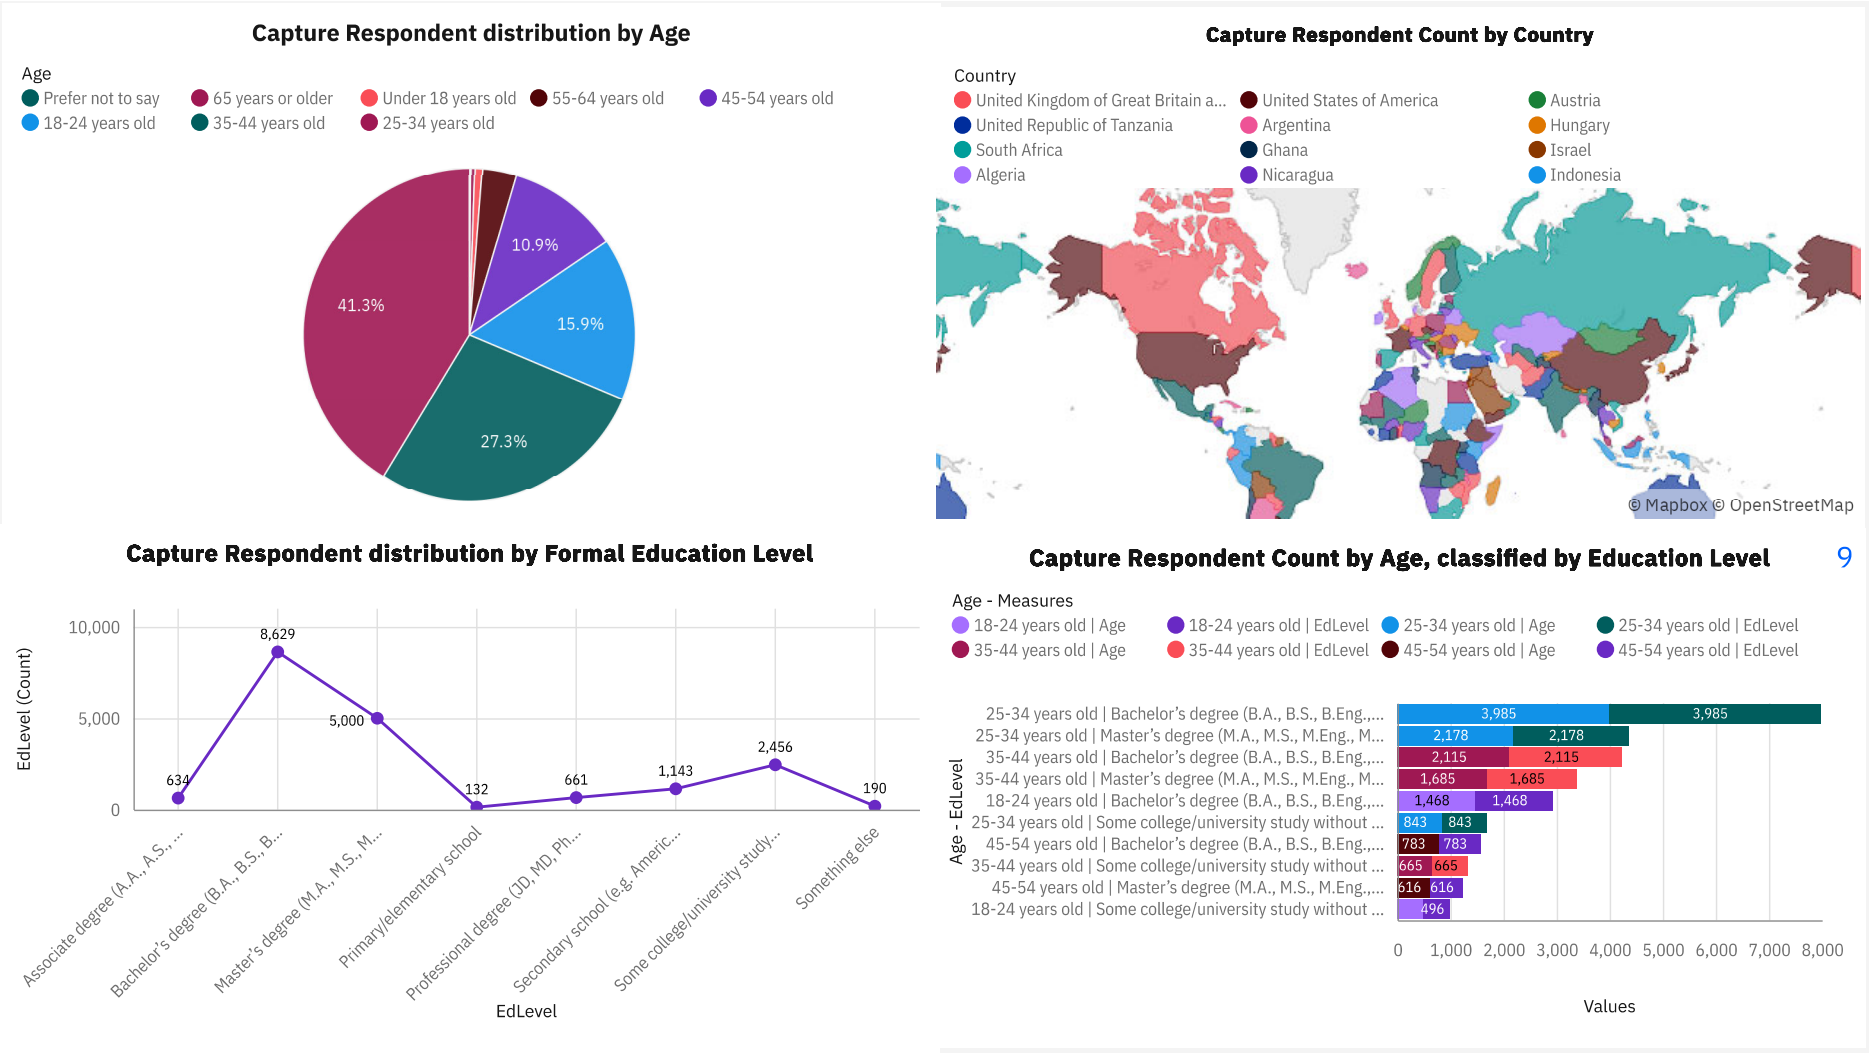 Capture Respondent distribution by Age
Age
Prefer not to say
65 years or older
Under 18 years old
55-64 years old
45-54 years old
18-24 years old
35-44 years old
25-34 years old
10.9%
41.3%
15.9%
27.3%
Capture Respondent Count by Country
Country
United Kingdom of Great Britain a...
United States of America
Austria
United Republic of Tanzania
Argentina
Hungary
South Africa
Ghana
Israel
Algeria
Nicaragua
Indonesia
© Mapbox © OpenStreetMap
Capture Respondent distribution by Formal Education Level
EdLevel (Count)
10,000
5,000
0
634
8,629
5,000
132
661
1,143
2,456
190
Associate degree (A.A., A.S., ...
Bachelor's degree (B.A., B.S., B...
Master's degree (M.A., M.S., M...
Primary/elementary school
Professional degree (JD, MD, Ph...
Secondary school (e.g. Americ...
Some college/university study...
Something else
EdLevel
Capture Respondent Count by Age, classified by Education Level
9
Age - Measures
18-24 years old | Age
18-24 years old | EdLevel
25-34 years old | Age
25-34 years old | EdLevel
35-44 years old | Age
35-44 years old | EdLevel
45-54 years old | Age
45-54 years old | EdLevel
Age - EdLevel
25-34 years old | Bachelor's degree (B.A., B.S., B.Eng.,... 3,985 3,985
25-34 years old | Master's degree (M.A., M.S., M.Eng., M... 2,178 2,178
35-44 years old | Bachelor's degree (B.A., B.S., B.Eng.,... 2,115 2,115
35-44 years old | Master's degree (M.A., M.S., M.Eng., M... 1,685 1,685
18-24 years old | Bachelor's degree (B.A., B.S., B.Eng.,... 1,468 1,468
25-34 years old | Some college/university study without ... 843 843
45-54 years old | Bachelor's degree (B.A., B.S., B.Eng.,... 783 783
35-44 years old | Some college/university study without ... 665 665
45-54 years old | Master's degree (M.A., M.S., M.Eng.,... 616 616
18-24 years old | Some college/university study without ... 496
0 1,000 2,000 3,000 4,000 5,000 6,000 7,000 8,000
Values